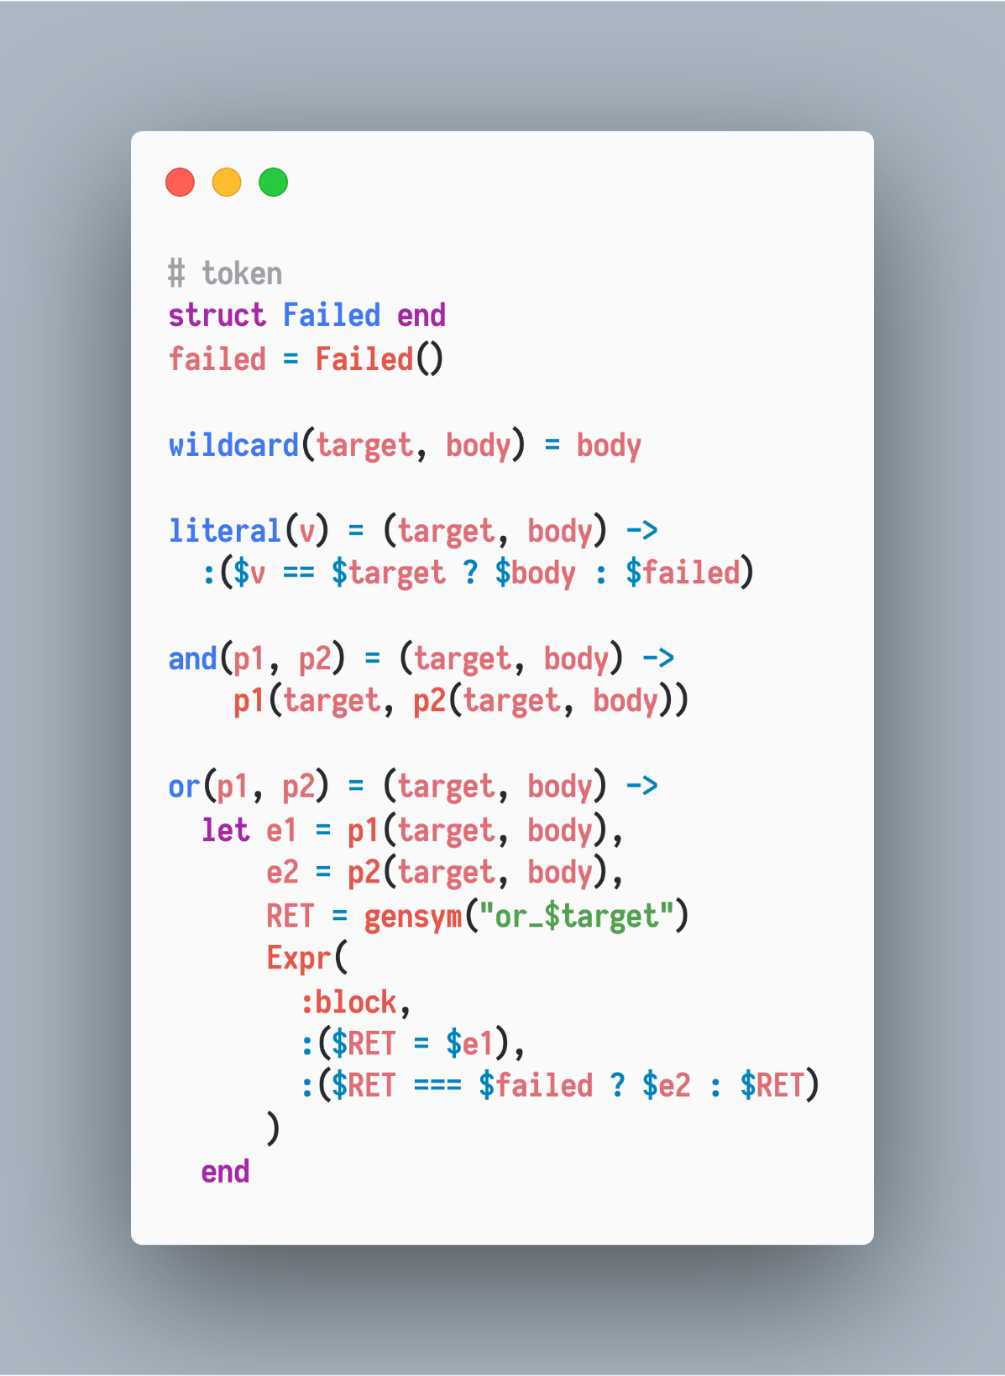 # token
struct Failed end
failed = Failed()

wildcard(target, body) = body

literal(v) = (target, body) ->
  :($v == $target ? $body : $failed)

and(p1, p2) = (target, body) ->
    p1(target, p2(target, body))

or(p1, p2) = (target, body) ->
  let e1 = p1(target, body),
      e2 = p2(target, body),
      RET = gensym("or_$target")
      Expr(
        :block,
        :($RET = $e1),
        :($RET === $failed ? $e2 : $RET)
      )
  end